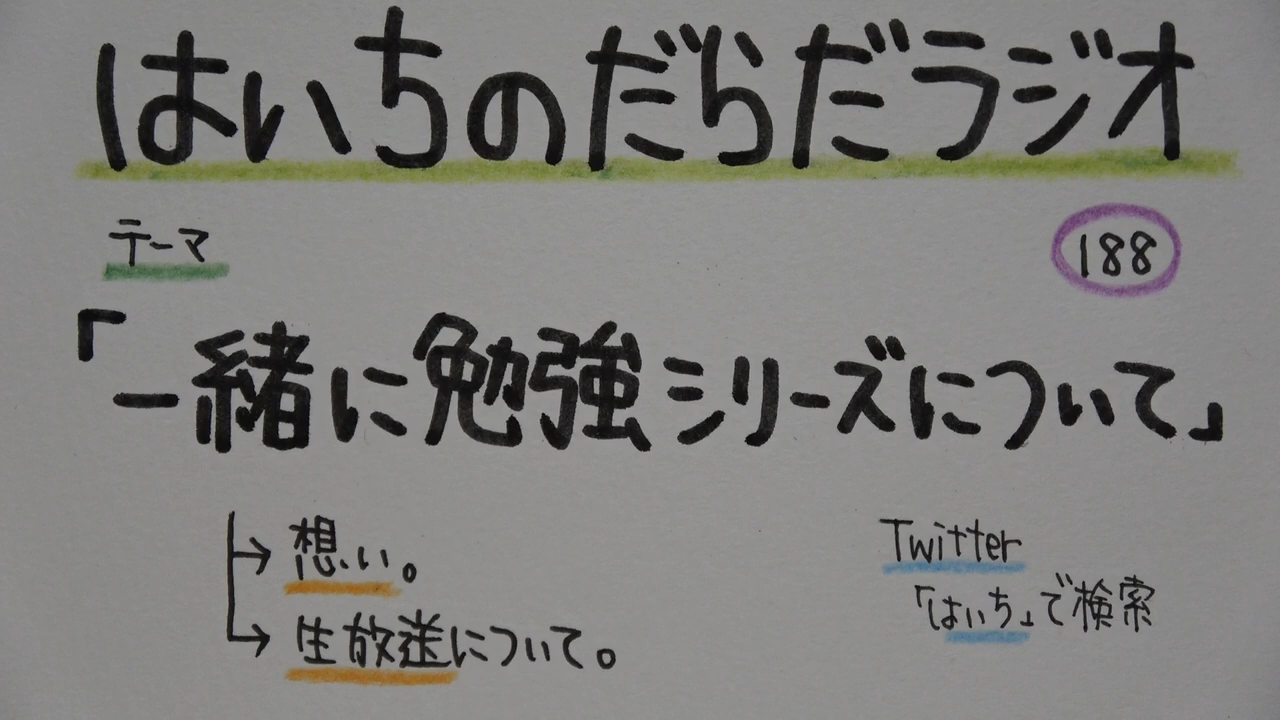 はいちのだらだラジオ
テーマ
188
「一緒に勉強シリーズについて」
想い。
生放送について。
Twitter
「はいち」で検索